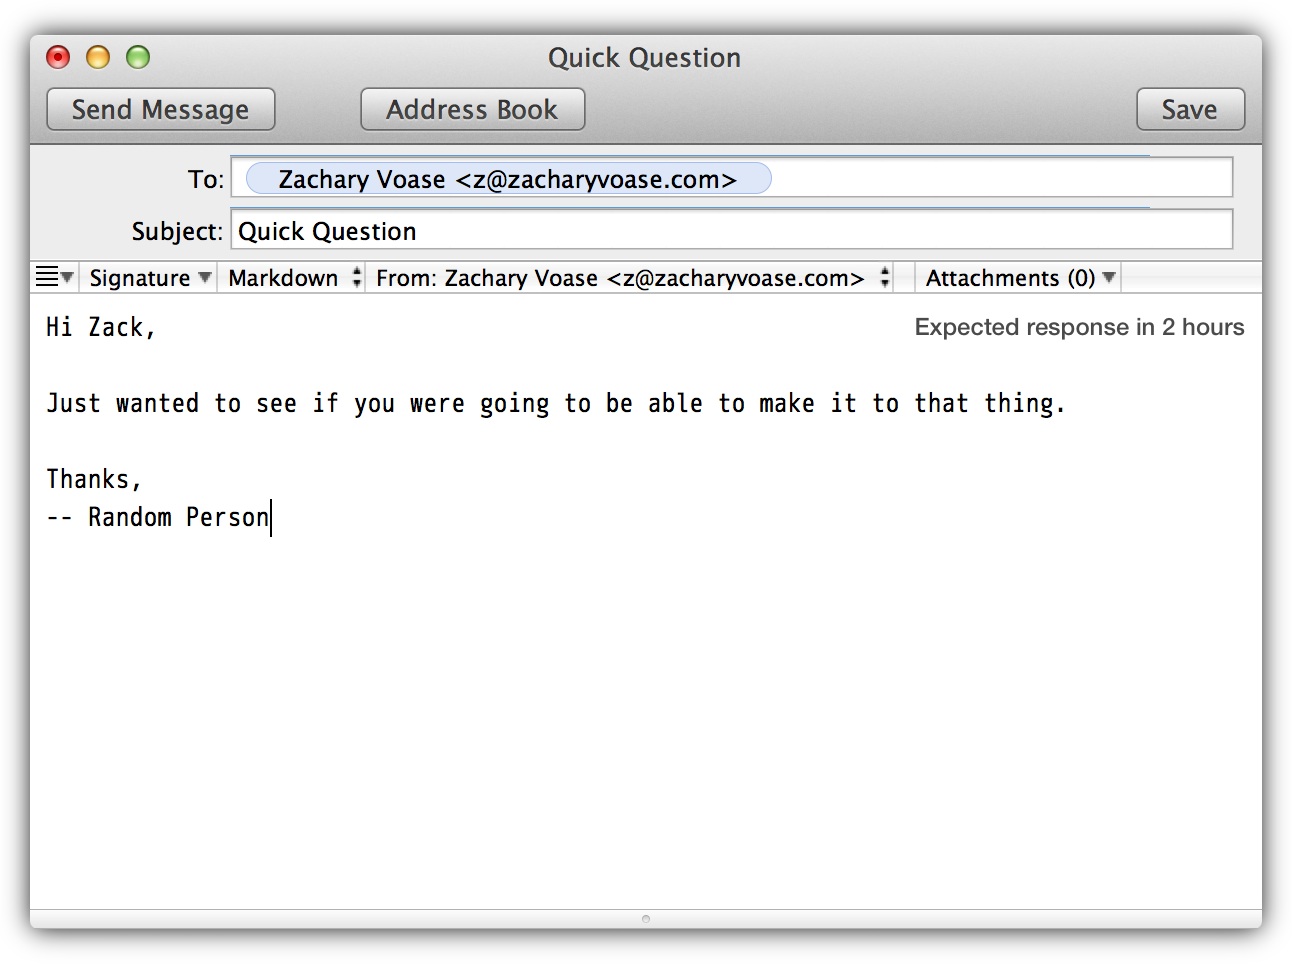 Quick Question
Send Message Address Book Save
To: Zachary Voase <z@zacharyvoase.com>
Subject: Quick Question
Signature Markdown From: Zachary Voase <z@zacharyvoase.com> Attachments (0)
Hi Zack,
Expected response in 2 hours
Just wanted to see if you were going to be able to make it to that thing.
Thanks,
-- Random Person